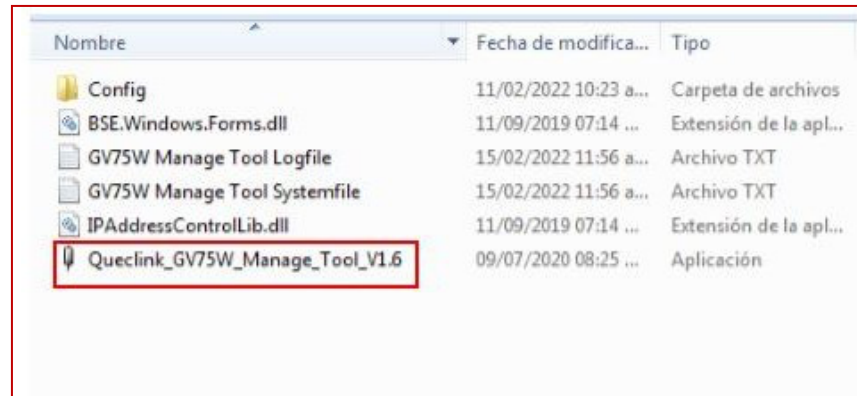 Nombre Fecha de modifica... Tipo
Config 11/02/2022 10:23 a... Carpeta de archivos
BSE.Windows.Forms.dll 11/09/2019 07:14 ... Extensión de la apl...
GV75W Manage Tool Logfile 15/02/2022 11:56 a... Archivo TXT
GV75W Manage Tool Systemfile 15/02/2022 11:56 a... Archivo TXT
IPAddressControlLib.dll 11/09/2019 07:14 ... Extensión de la apl...
Queclink_GV75W_Manage_Tool_V1.6 09/07/2020 08:25 ... Aplicación